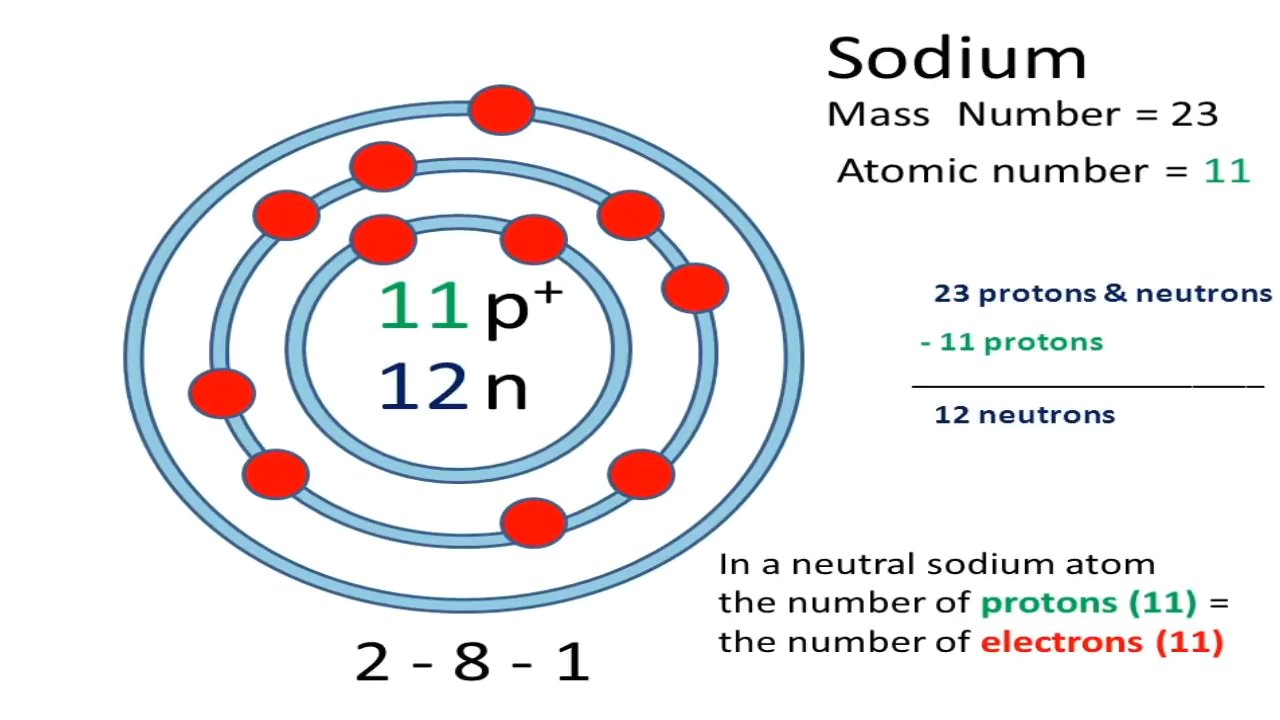 Sodium
Mass Number = 23
Atomic number = 11
11 p⁺
12 n
23 protons & neutrons
- 11 protons
12 neutrons
In a neutral sodium atom
the number of protons (11) =
the number of electrons (11)
2 - 8 - 1